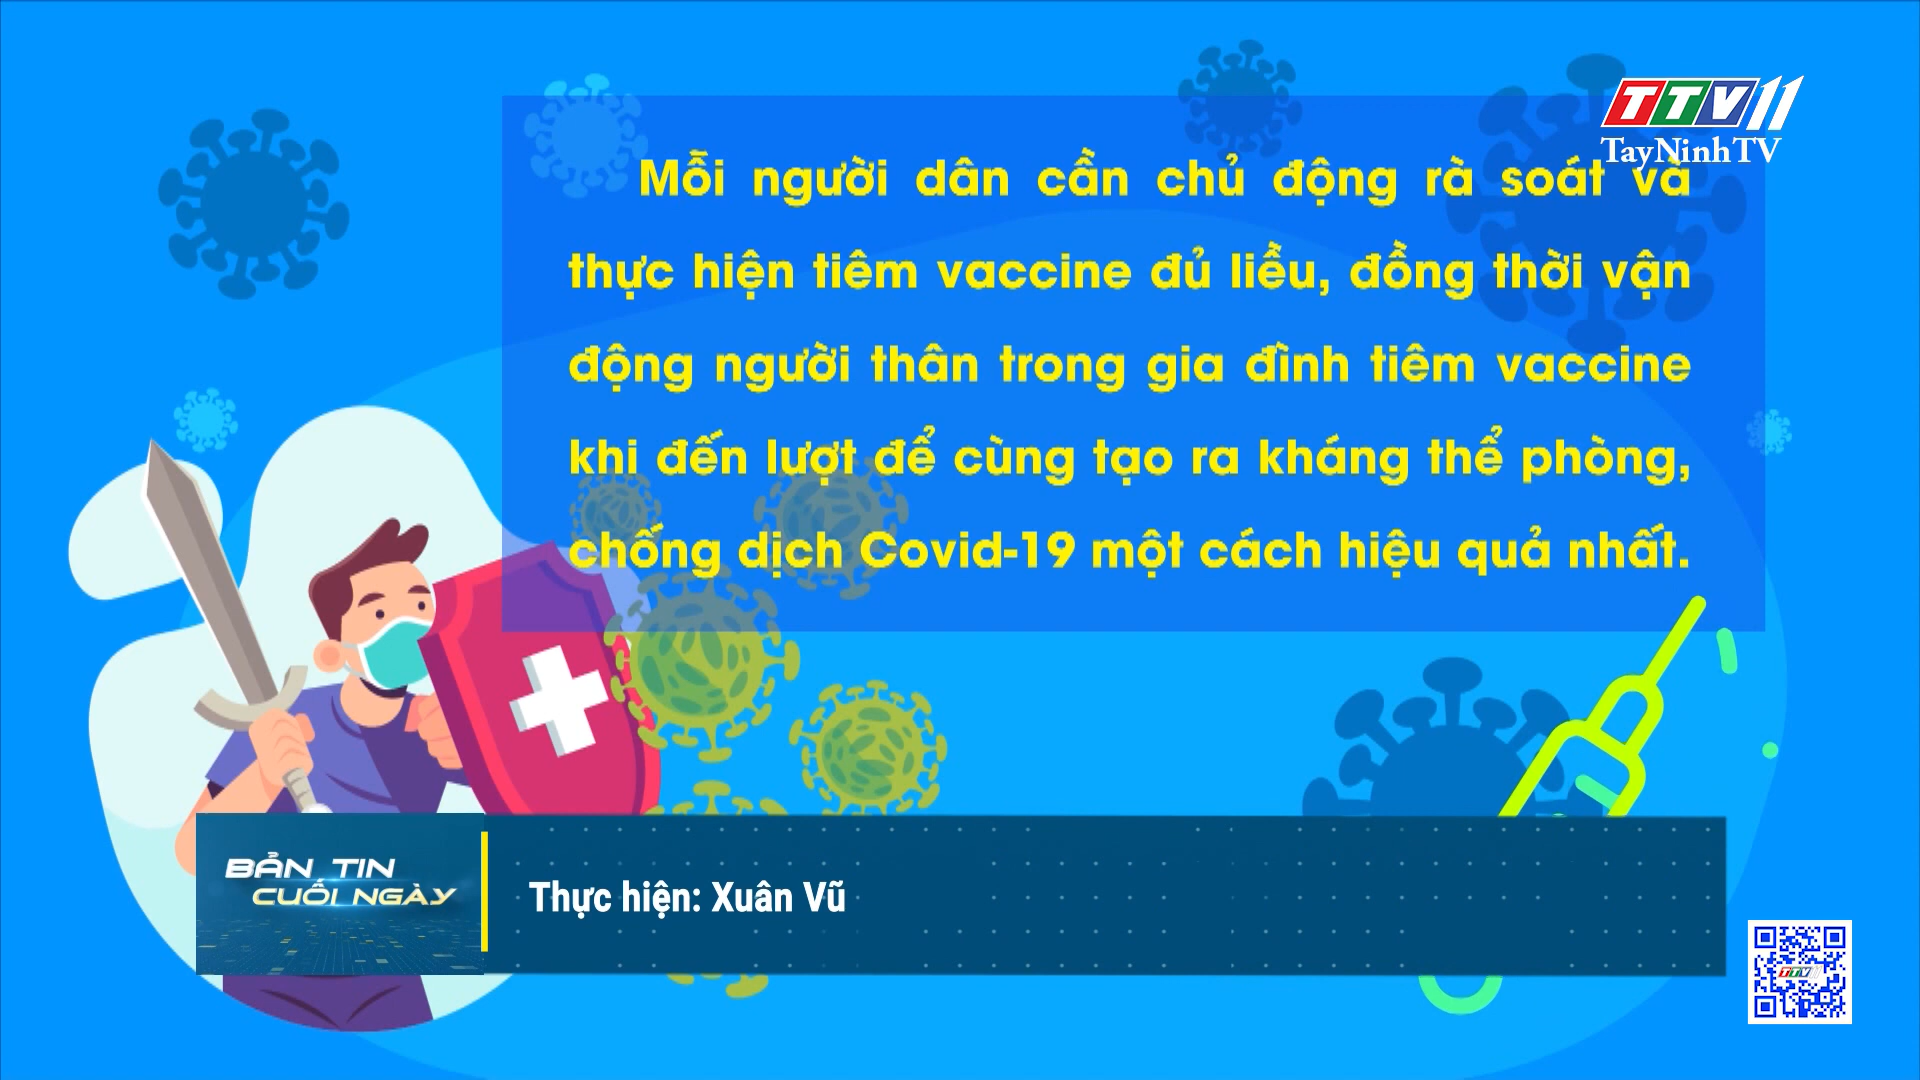 TTV11
TayNinhTV
Mỗi người dân cần chủ động rà soát và
thực hiện tiêm vaccine đủ liều, đồng thời vận
động người thân trong gia đình tiêm vaccine
khi đến lượt để cùng tạo ra kháng thể phòng,
chống dịch Covid-19 một cách hiệu quả nhất.
BẢN TIN
CUỐI NGÀY
Thực hiện: Xuân Vũ
TTV11